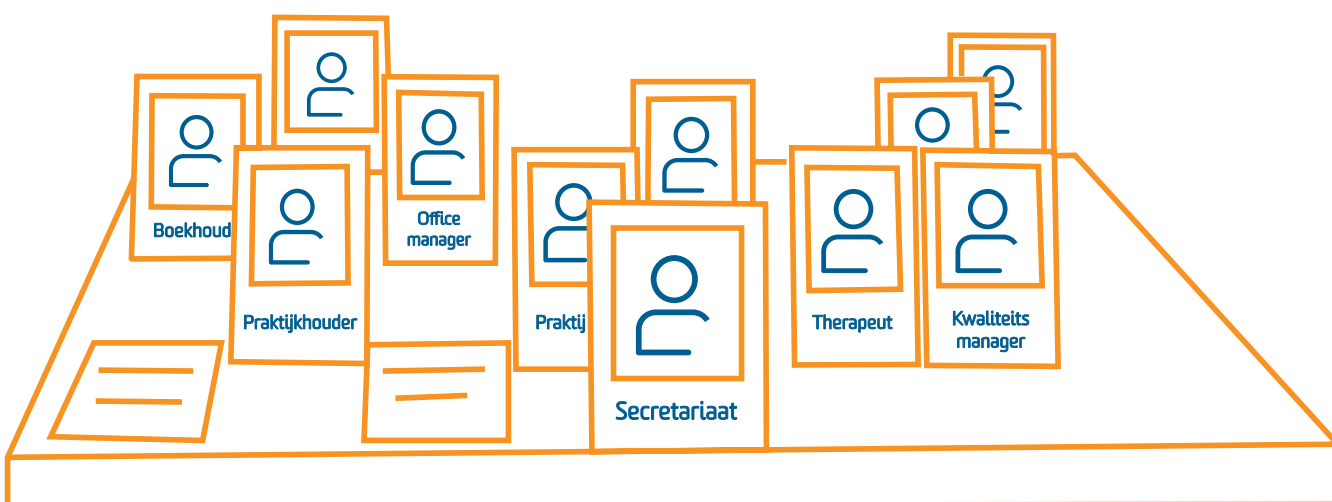 Boekhoud
Office
manager
Praktijkhouder
Praktij
Secretariaat
Therapeut
Kwaliteits
manager